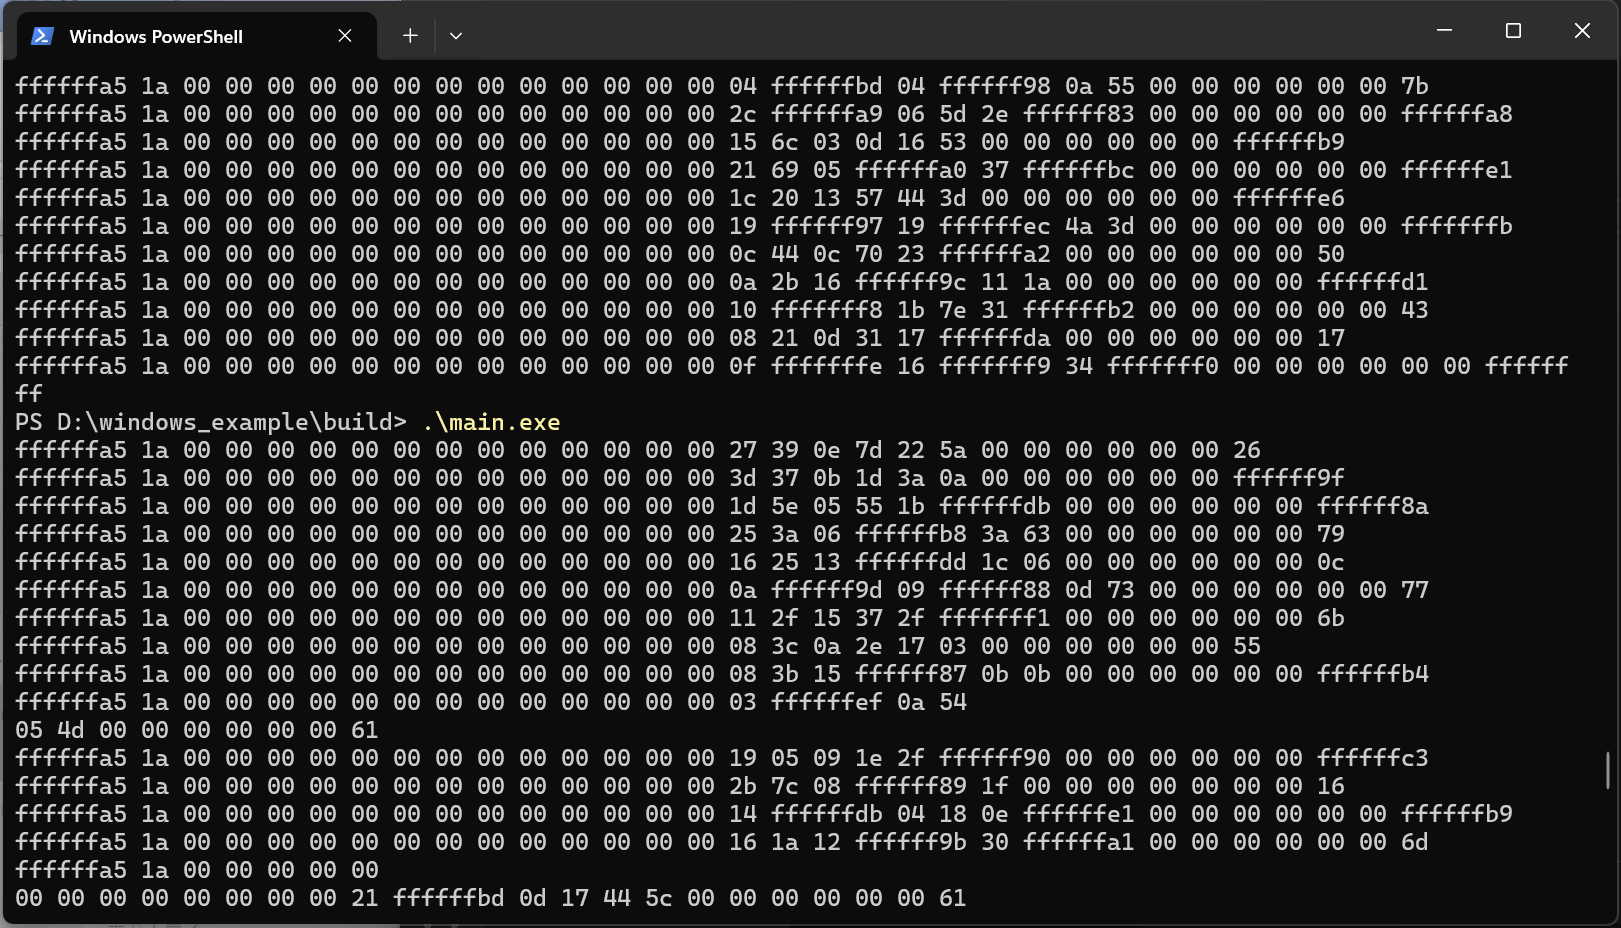 Windows PowerShell
ffffffa5 1a 00 00 00 00 00 00 00 00 00 00 00 00 00 04 ffffffbd 04 ffffff98 0a 55 00 00 00 00 00 00 7b
ffffffa5 1a 00 00 00 00 00 00 00 00 00 00 00 00 00 2c ffffffa9 06 5d 2e ffffff83 00 00 00 00 00 00 ffffffa8
ffffffa5 1a 00 00 00 00 00 00 00 00 00 00 00 00 00 15 6c 03 0d 16 53 00 00 00 00 00 00 ffffffb9
ffffffa5 1a 00 00 00 00 00 00 00 00 00 00 00 00 00 21 69 05 ffffffa0 37 ffffffbc 00 00 00 00 00 00 ffffffe1
ffffffa5 1a 00 00 00 00 00 00 00 00 00 00 00 00 00 1c 20 13 57 44 3d 00 00 00 00 00 00 ffffffe6
ffffffa5 1a 00 00 00 00 00 00 00 00 00 00 00 00 00 19 ffffff97 19 ffffffec 4a 3d 00 00 00 00 00 00 fffffffb
ffffffa5 1a 00 00 00 00 00 00 00 00 00 00 00 00 00 0c 44 0c 70 23 ffffffa2 00 00 00 00 00 00 50
ffffffa5 1a 00 00 00 00 00 00 00 00 00 00 00 00 00 0a 2b 16 ffffff9c 11 1a 00 00 00 00 00 00 ffffffd1
ffffffa5 1a 00 00 00 00 00 00 00 00 00 00 00 00 00 10 fffffff8 1b 7e 31 ffffffb2 00 00 00 00 00 00 43
ffffffa5 1a 00 00 00 00 00 00 00 00 00 00 00 00 00 08 21 0d 31 17 ffffffda 00 00 00 00 00 00 17
ffffffa5 1a 00 00 00 00 00 00 00 00 00 00 00 00 00 0f fffffffe 16 fffffff9 34 fffffff0 00 00 00 00 00 00 ffffff
ff
PS D:\windows_example\build> .\main.exe
ffffffa5 1a 00 00 00 00 00 00 00 00 00 00 00 00 00 27 39 0e 7d 22 5a 00 00 00 00 00 00 26
ffffffa5 1a 00 00 00 00 00 00 00 00 00 00 00 00 00 3d 37 0b 1d 3a 0a 00 00 00 00 00 00 ffffff9f
ffffffa5 1a 00 00 00 00 00 00 00 00 00 00 00 00 00 1d 5e 05 55 1b ffffffdb 00 00 00 00 00 00 ffffff8a
ffffffa5 1a 00 00 00 00 00 00 00 00 00 00 00 00 00 25 3a 06 ffffffb8 3a 63 00 00 00 00 00 00 79
ffffffa5 1a 00 00 00 00 00 00 00 00 00 00 00 00 00 16 25 13 ffffffdd 1c 06 00 00 00 00 00 00 0c
ffffffa5 1a 00 00 00 00 00 00 00 00 00 00 00 00 00 0a ffffff9d 09 ffffff88 0d 73 00 00 00 00 00 00 77
ffffffa5 1a 00 00 00 00 00 00 00 00 00 00 00 00 00 11 2f 15 37 2f fffffff1 00 00 00 00 00 00 6b
ffffffa5 1a 00 00 00 00 00 00 00 00 00 00 00 00 00 08 3c 0a 2e 17 03 00 00 00 00 00 00 55
ffffffa5 1a 00 00 00 00 00 00 00 00 00 00 00 00 00 08 3b 15 ffffff87 0b 0b 00 00 00 00 00 00 ffffffb4
ffffffa5 1a 00 00 00 00 00 00 00 00 00 00 00 00 00 03 ffffffef 0a 54
05 4d 00 00 00 00 00 00 61
ffffffa5 1a 00 00 00 00 00 00 00 00 00 00 00 00 00 19 05 09 1e 2f ffffff90 00 00 00 00 00 00 ffffffc3
ffffffa5 1a 00 00 00 00 00 00 00 00 00 00 00 00 00 2b 7c 08 ffffff89 1f 00 00 00 00 00 00 00 16
ffffffa5 1a 00 00 00 00 00 00 00 00 00 00 00 00 00 14 ffffffdb 04 18 0e ffffffe1 00 00 00 00 00 00 ffffffb9
ffffffa5 1a 00 00 00 00 00 00 00 00 00 00 00 00 00 16 1a 12 ffffff9b 30 ffffffa1 00 00 00 00 00 00 6d
ffffffa5 1a 00 00 00 00 00
00 00 00 00 00 00 00 00 21 ffffffbd 0d 17 44 5c 00 00 00 00 00 00 61